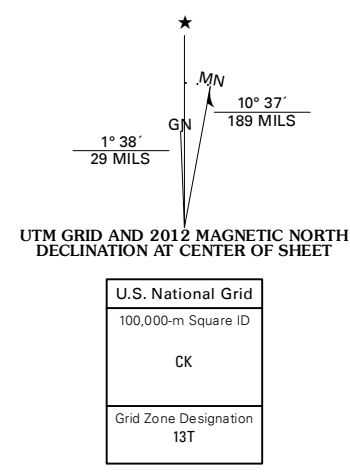 ★
MN
GN
10° 37´
189 MILS
1° 38´
29 MILS
UTM GRID AND 2012 MAGNETIC NORTH
DECLINATION AT CENTER OF SHEET
U.S. National Grid
100,000-m Square ID
CK
Grid Zone Designation
13T